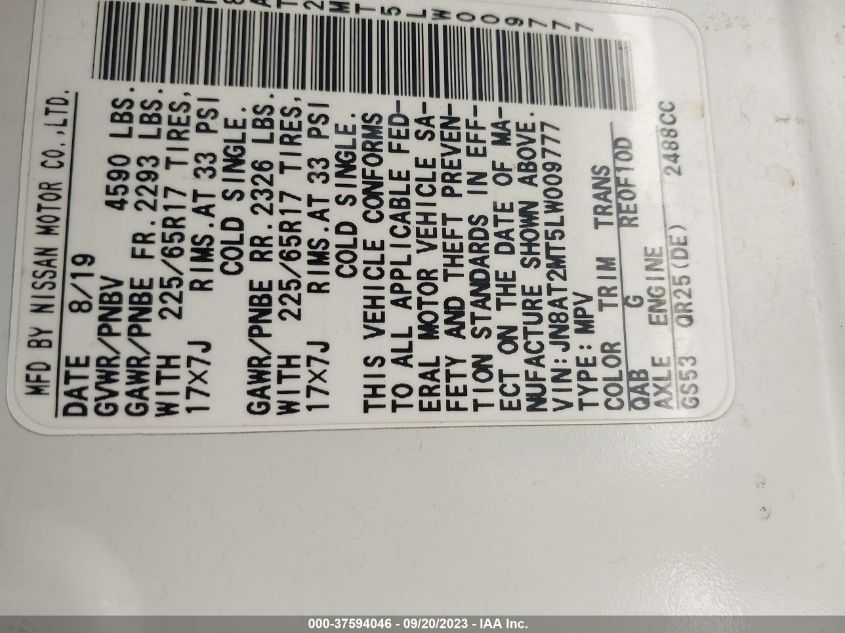 MFD BY NISSAN MOTOR CO.,LTD.
DATE 8/19
GVWR/PNBV 4590 LBS.
GAWR/PNBE FR.2293 LBS.
WITH 225/65R17 TIRES,
17X7J RIMS.AT 33 PSI
COLD SINGLE.
GAWR/PNBE RR.2326 LBS.
WITH 225/65R17 TIRES,
17X7J RIMS.AT 33 PSI
COLD SINGLE.
THIS VEHICLE CONFORMS
TO ALL APPLICABLE FED-
ERAL MOTOR VEHICLE SA-
FETY AND THEFT PREVEN-
TION STANDARDS IN EFF-
ECT ON THE DATE OF MA-
NUFACTURE SHOWN ABOVE.
VIN:JN8AT2MT5LW009777
TYPE:MPV
COLOR TRIM TRANS
QAB G RE0F10D
AXLE ENGINE
GS53 QR25(DE) 2488CC
000-37594046 - 09/20/2023 - IAA Inc.